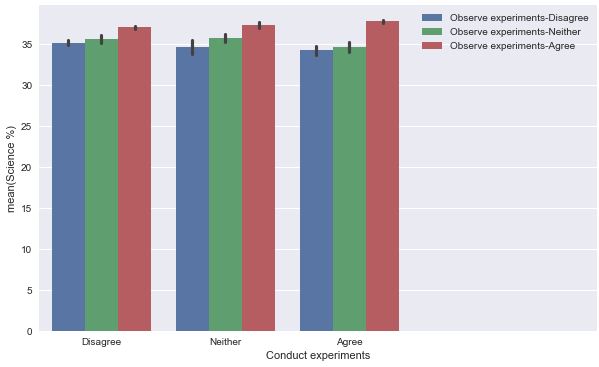 Observe experiments-Disagree
Observe experiments-Neither
Observe experiments-Agree
mean(Science %)
35
30
25
20
15
10
5
0
Disagree Neither Agree
Conduct experiments